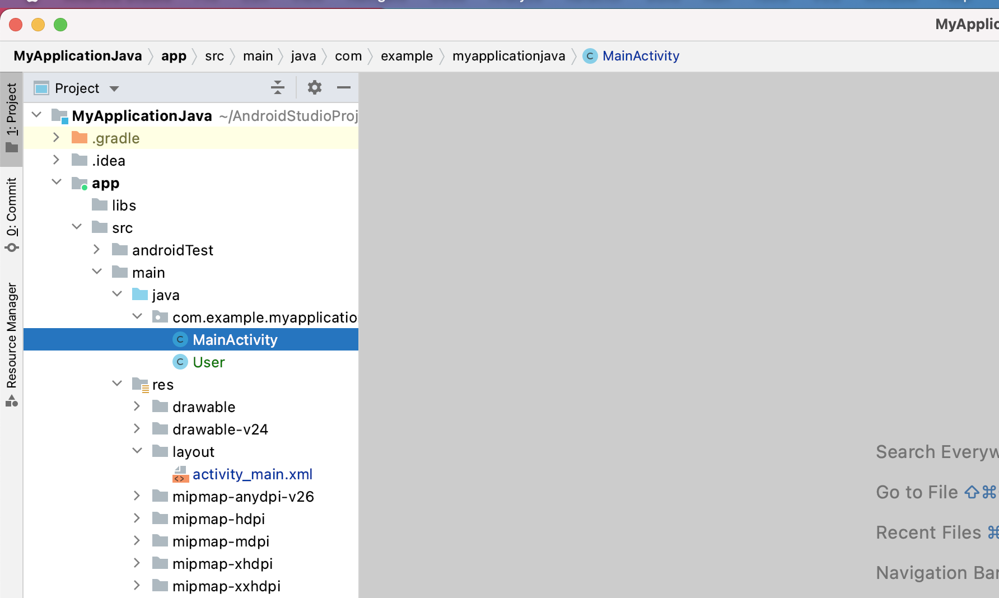 MyApplic
MyApplicationJava app src main java com example myapplicationjava C MainActivity
Project
1: Project
0: Commit
Resource Manager
MyApplicationJava ~/AndroidStudioProj
.gradle
.idea
app
libs
src
androidTest
main
java
com.example.myapplicatio
C MainActivity
C User
res
drawable
drawable-v24
layout
<> activity_main.xml
mipmap-anydpi-v26
mipmap-hdpi
mipmap-mdpi
mipmap-xhdpi
mipmap-xxhdpi
Search Everyw
Go to File ⇧⌘
Recent Files ⌘
Navigation Bar